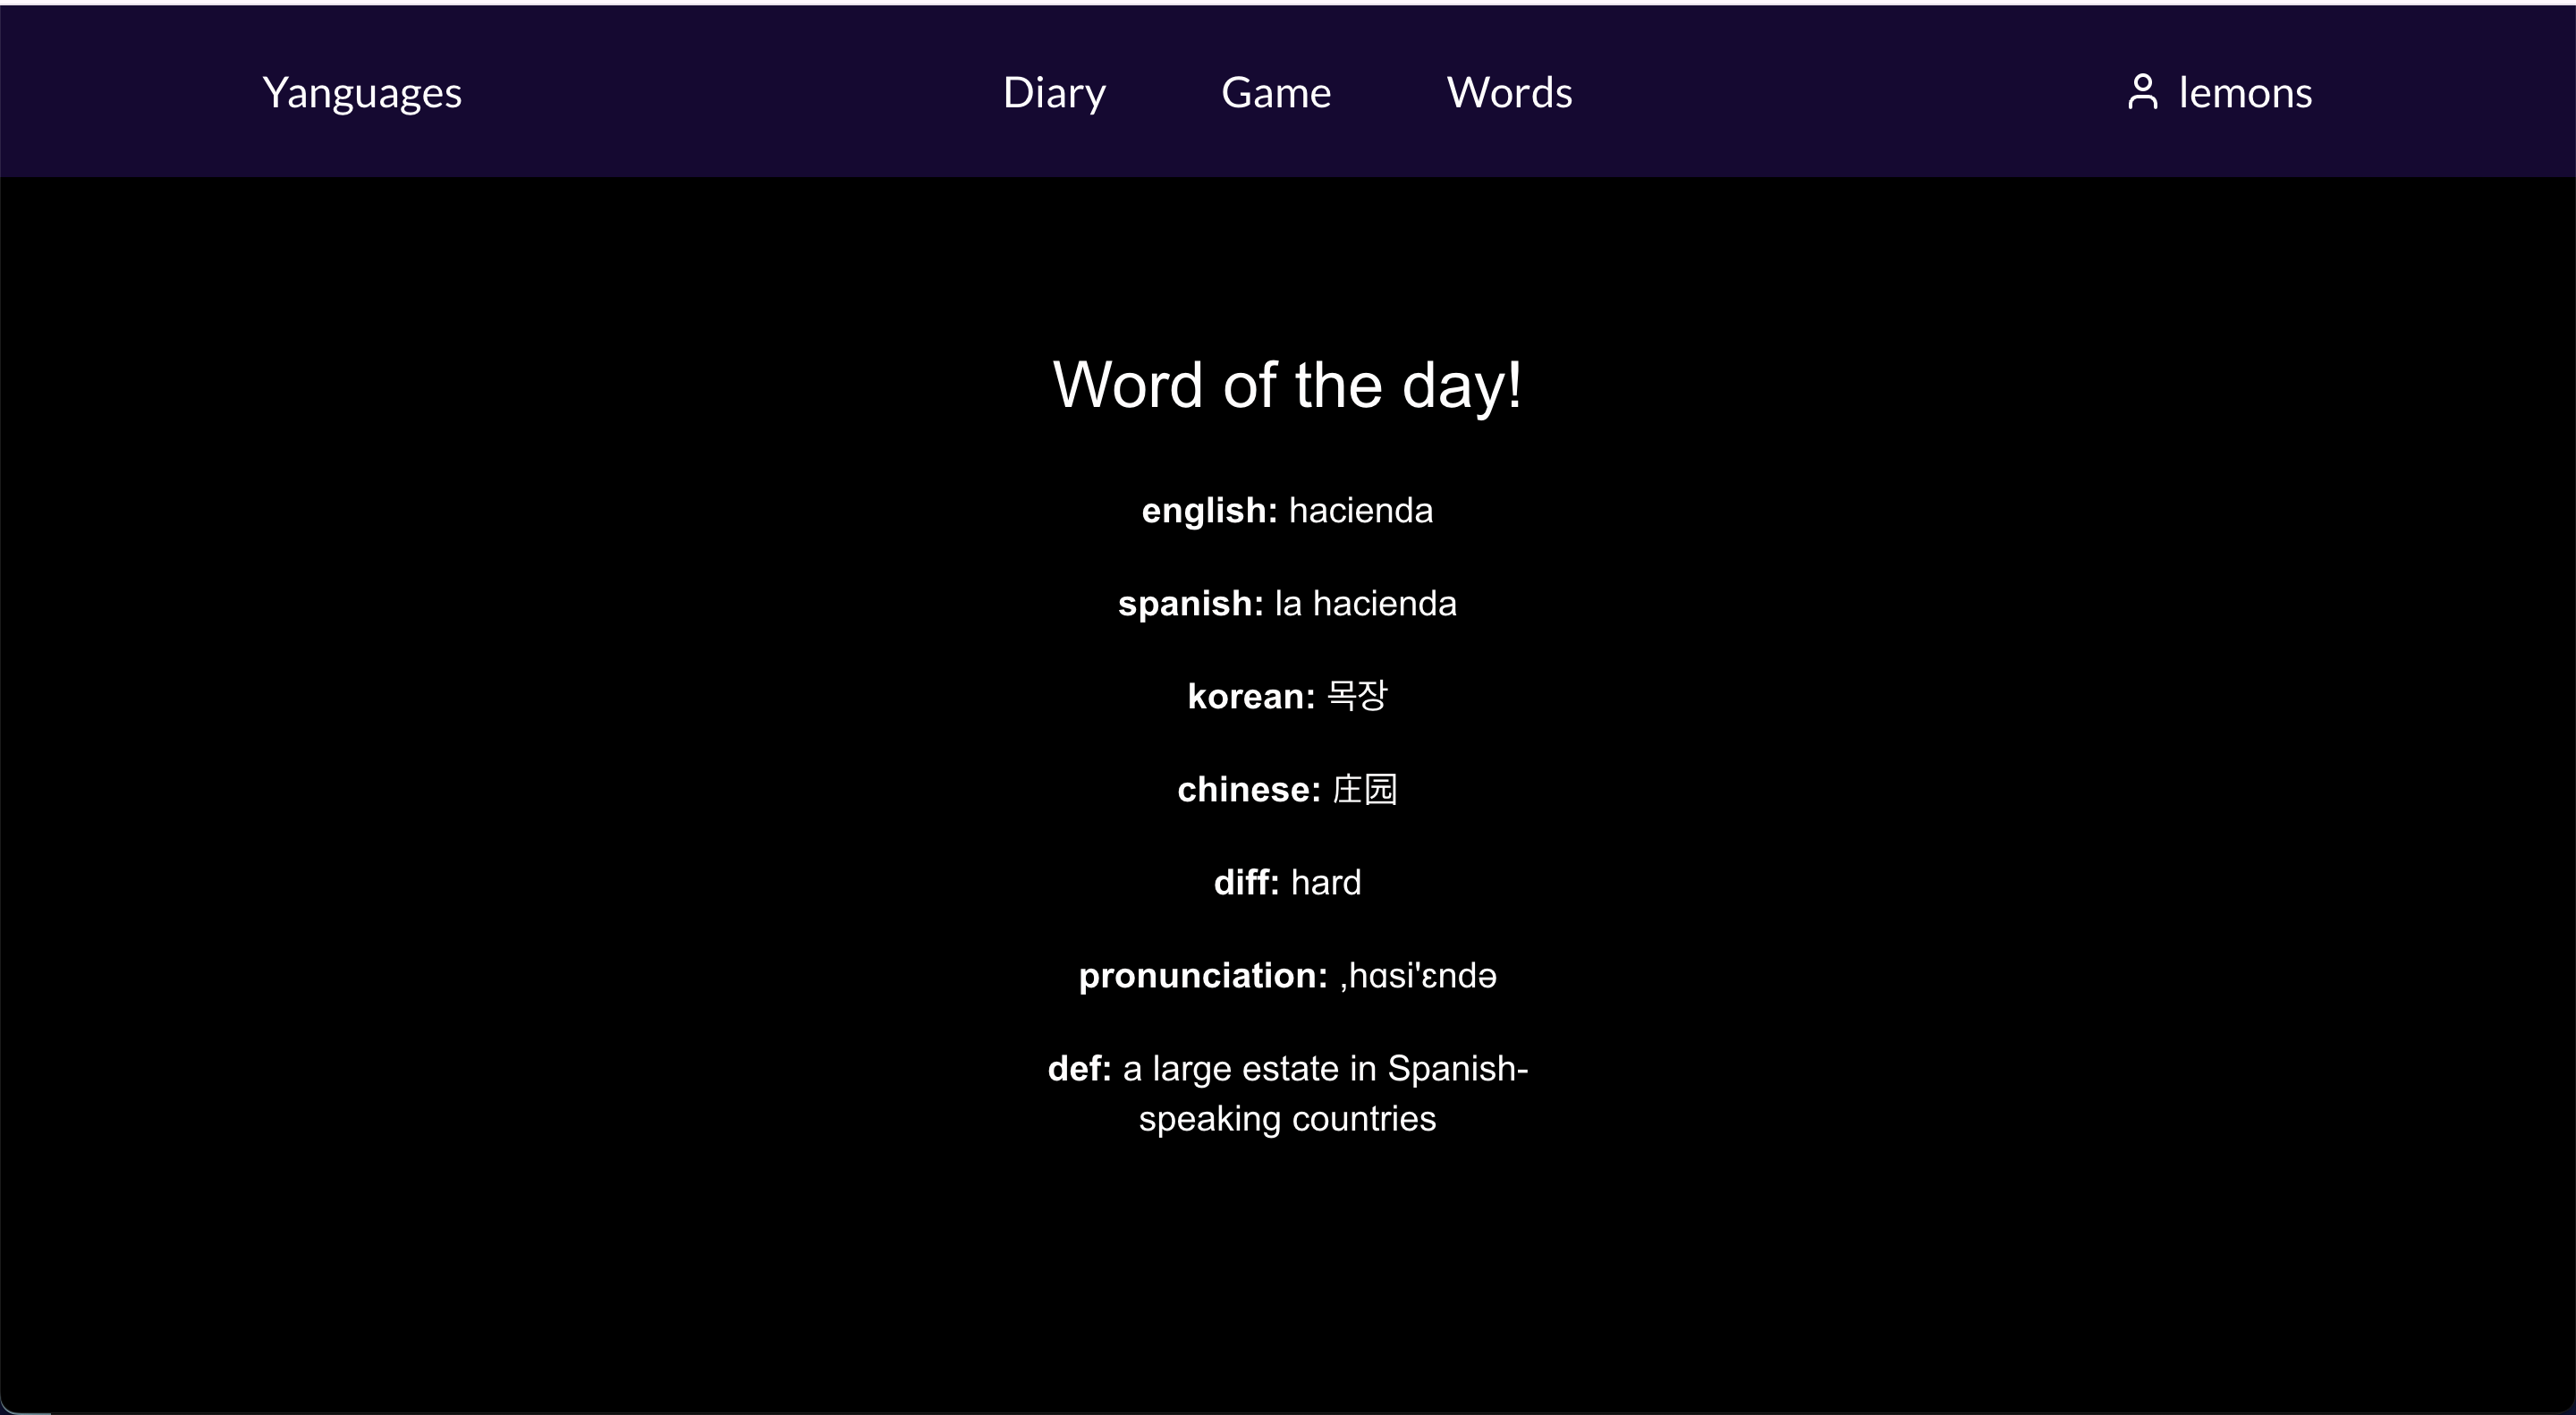 Yanguages
Diary
Game
Words
lemons
Word of the day!
english: hacienda
spanish: la hacienda
korean: 목장
chinese: 庄园
diff: hard
pronunciation: ,hɑsi'ɛndə
def: a large estate in Spanish-
speaking countries